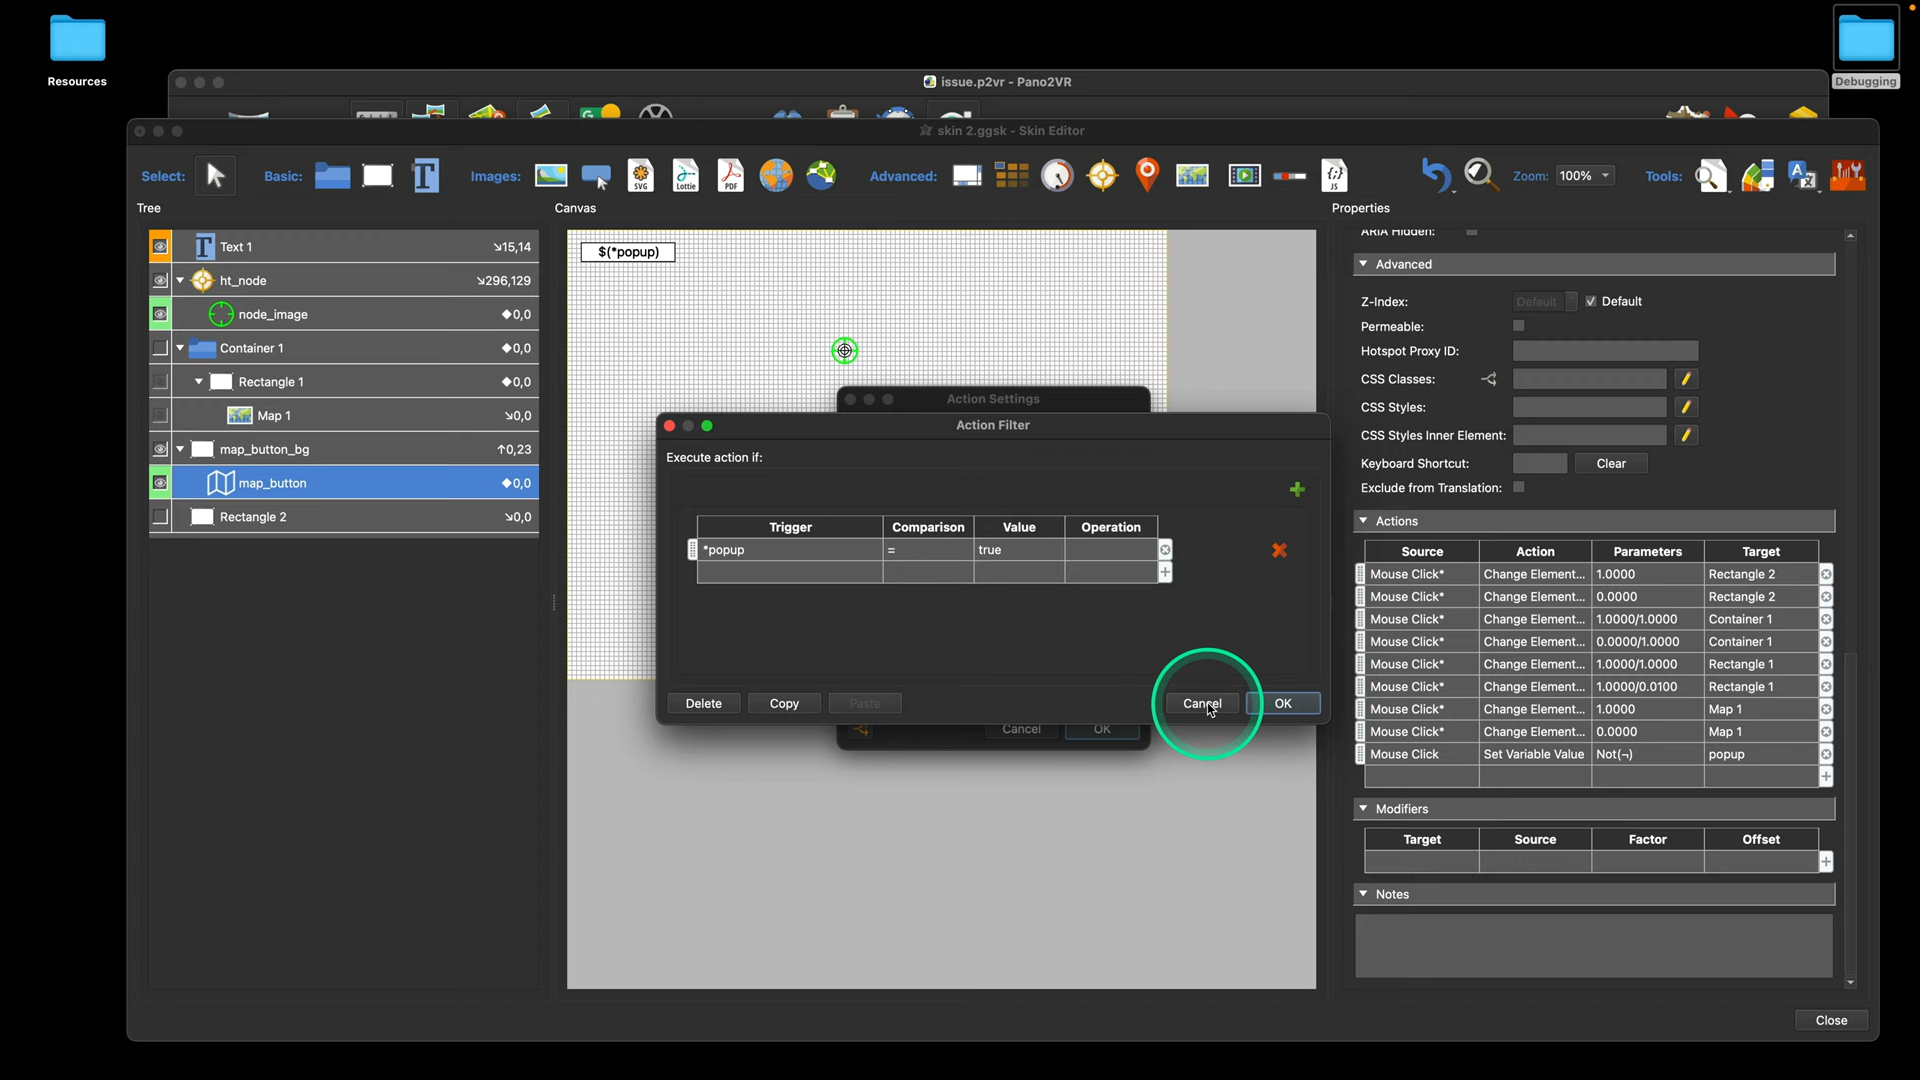 Resources
Debugging
issue.p2vr - Pano2VR
skin 2.ggsk - Skin Editor
Select:
Basic:
T
Images:
SVG
Lottie
PDF
Advanced:
JS
Zoom:
100%
Tools:
Tree
Canvas
Properties
Text 1
15,14
ht_node
296,129
node_image
0,0
Container 1
0,0
Rectangle 1
0,0
Map 1
0,0
map_button_bg
0,23
map_button
0,0
Rectangle 2
0,0
$(*popup)
Action Settings
Action Filter
Execute action if:
Trigger Comparison Value Operation
*popup = true
Delete
Copy
Paste
Cancel
OK
Cancel
OK
ARIA Hidden:
Advanced
Z-Index:
Default
Default
Permeable:
Hotspot Proxy ID:
CSS Classes:
CSS Styles:
CSS Styles Inner Element:
Keyboard Shortcut:
Clear
Exclude from Translation:
Actions
Source Action Parameters Target
Mouse Click* Change Element... 1.0000 Rectangle 2
Mouse Click* Change Element... 0.0000 Rectangle 2
Mouse Click* Change Element... 1.0000/1.0000 Container 1
Mouse Click* Change Element... 0.0000/1.0000 Container 1
Mouse Click* Change Element... 1.0000/1.0000 Rectangle 1
Mouse Click* Change Element... 1.0000/0.0100 Rectangle 1
Mouse Click* Change Element... 1.0000 Map 1
Mouse Click* Change Element... 0.0000 Map 1
Mouse Click Set Variable Value Not(¬) popup
Modifiers
Target Source Factor Offset
Notes
Close